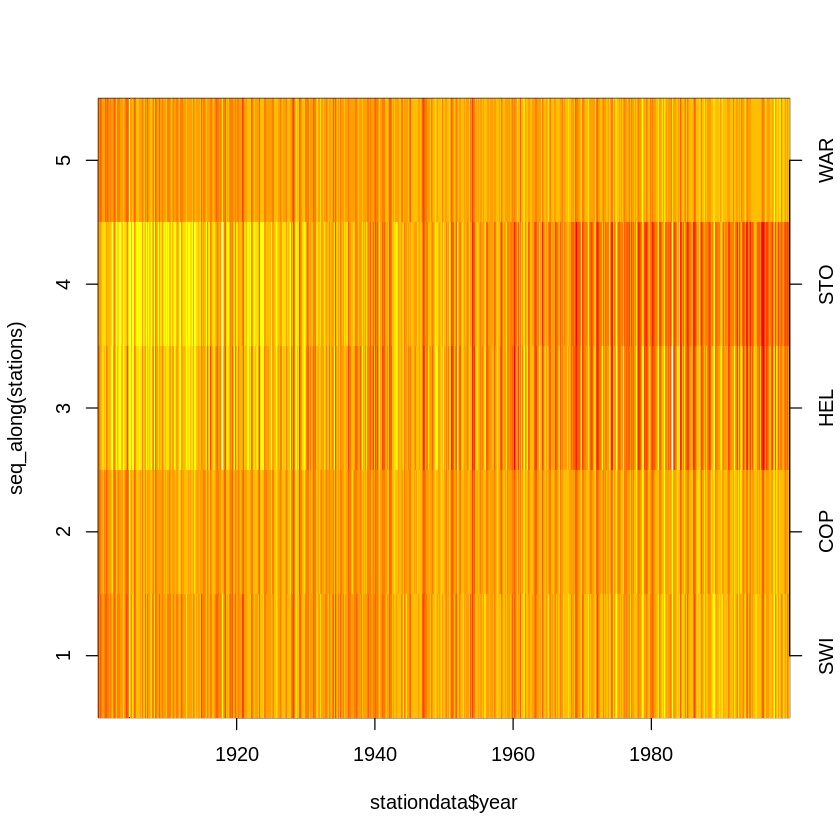 5
4
3
2
1
seq_along(stations)
WAR
STO
HEL
COP
SWI
1920 1940 1960 1980
stationdata$year